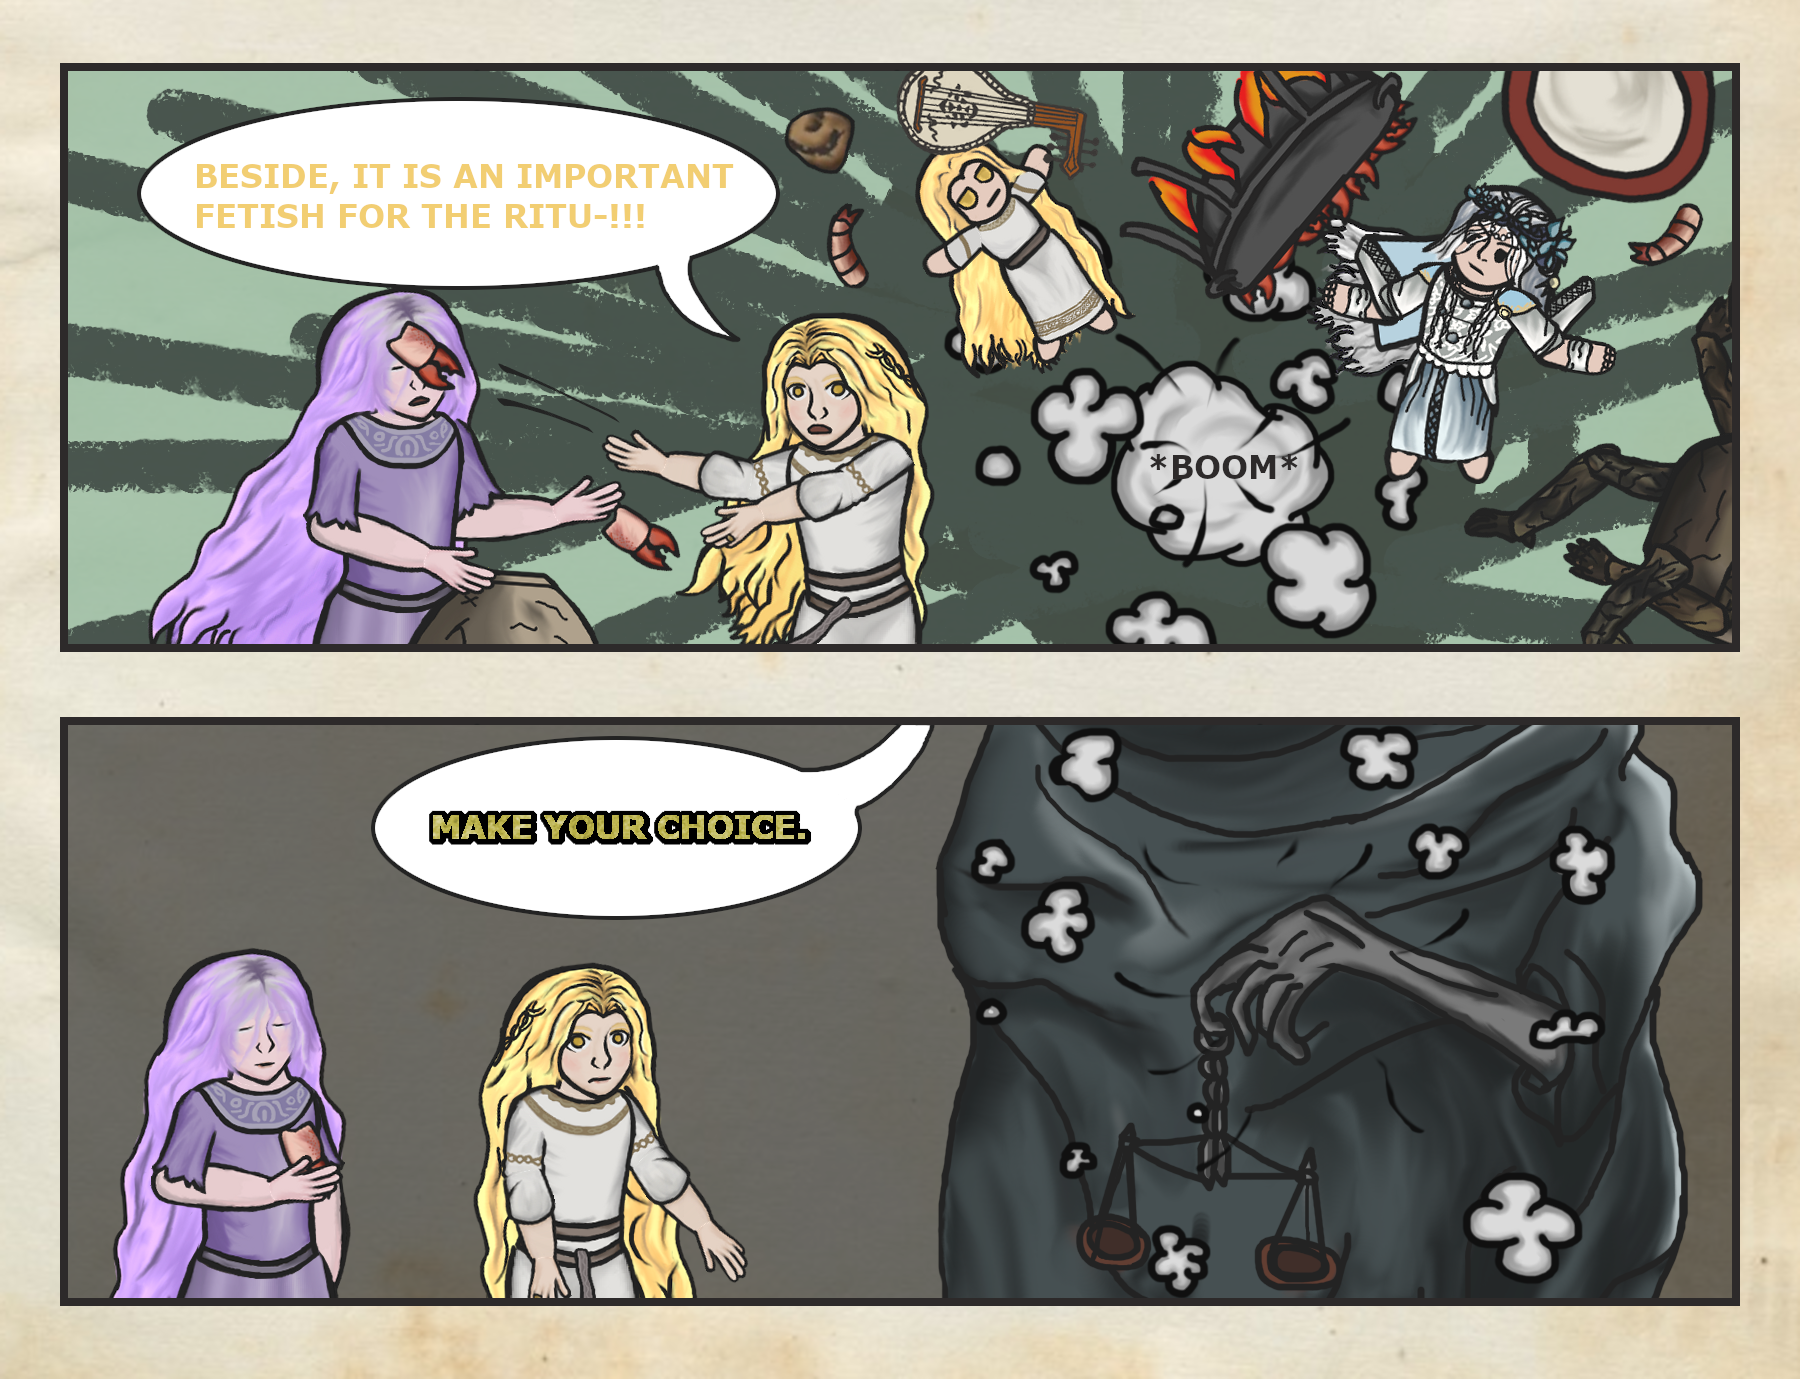 BESIDE, IT IS AN IMPORTANT
FETISH FOR THE RITU-!!!
*BOOM*
MAKE YOUR CHOICE.